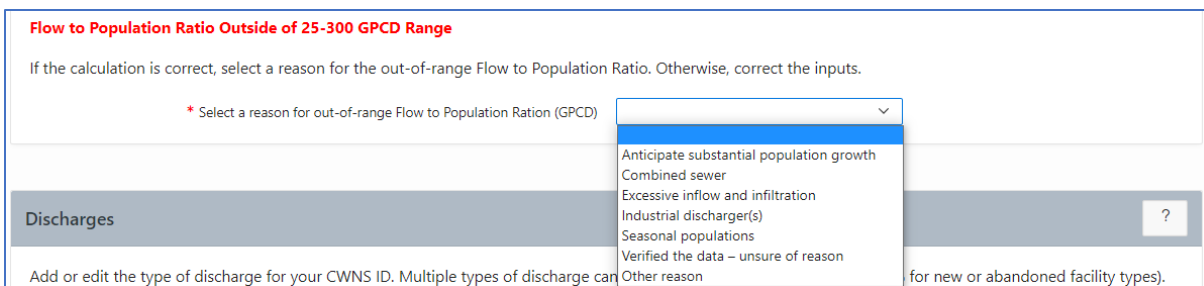 Flow to Population Ratio Outside of 25-300 GPCD Range
If the calculation is correct, select a reason for the out-of-range Flow to Population Ratio. Otherwise, correct the inputs.
* Select a reason for out-of-range Flow to Population Ration (GPCD)
Anticipate substantial population growth
Combined sewer
Excessive inflow and infiltration
Industrial discharger(s)
Seasonal populations
Verified the data – unsure of reason
Other reason
Discharges
?
Add or edit the type of discharge for your CWNS ID. Multiple types of discharge can for new or abandoned facility types).